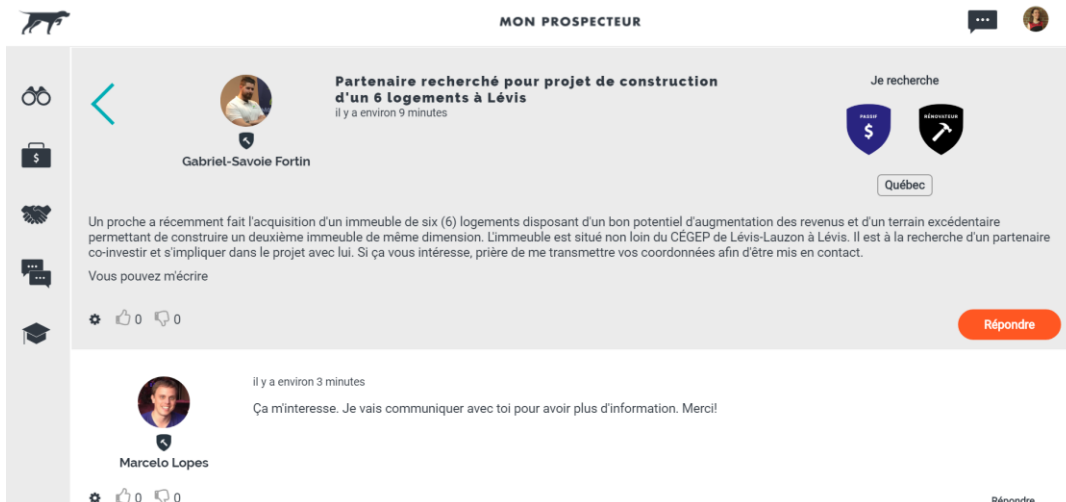 MON PROSPECTEUR
Partenaire recherché pour projet de construction
d'un 6 logements à Lévis
il y a environ 9 minutes
Gabriel-Savoie Fortin
Je recherche
PASSIF
$
RÉNOVATEUR
Québec
$
Un proche a récemment fait l'acquisition d'un immeuble de six (6) logements disposant d'un bon potentiel d'augmentation des revenus et d'un terrain excédentaire
permettant de construire un deuxième immeuble de même dimension. L'immeuble est situé non loin du CÉGEP de Lévis-Lauzon à Lévis. Il est à la recherche d'un partenaire
co-investir et s'impliquer dans le projet avec lui. Si ça vous intéresse, prière de me transmettre vos coordonnées afin d'être mis en contact.
Vous pouvez m'écrire
0 0
Répondre
il y a environ 3 minutes
Ça m'interesse. Je vais communiquer avec toi pour avoir plus d'information. Merci!
Marcelo Lopes
0 0
Répondre